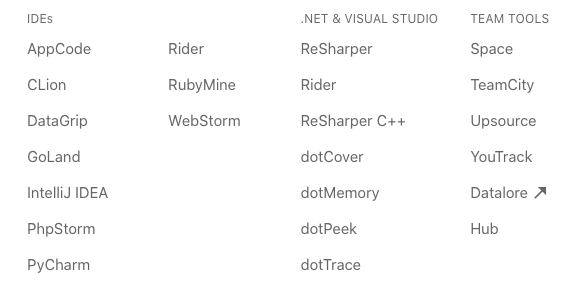 IDEs
AppCode
CLion
DataGrip
GoLand
IntelliJ IDEA
PhpStorm
PyCharm
Rider
RubyMine
WebStorm
.NET & VISUAL STUDIO
ReSharper
Rider
ReSharper C++
dotCover
dotMemory
dotPeek
dotTrace
TEAM TOOLS
Space
TeamCity
Upsource
YouTrack
Datalore
Hub